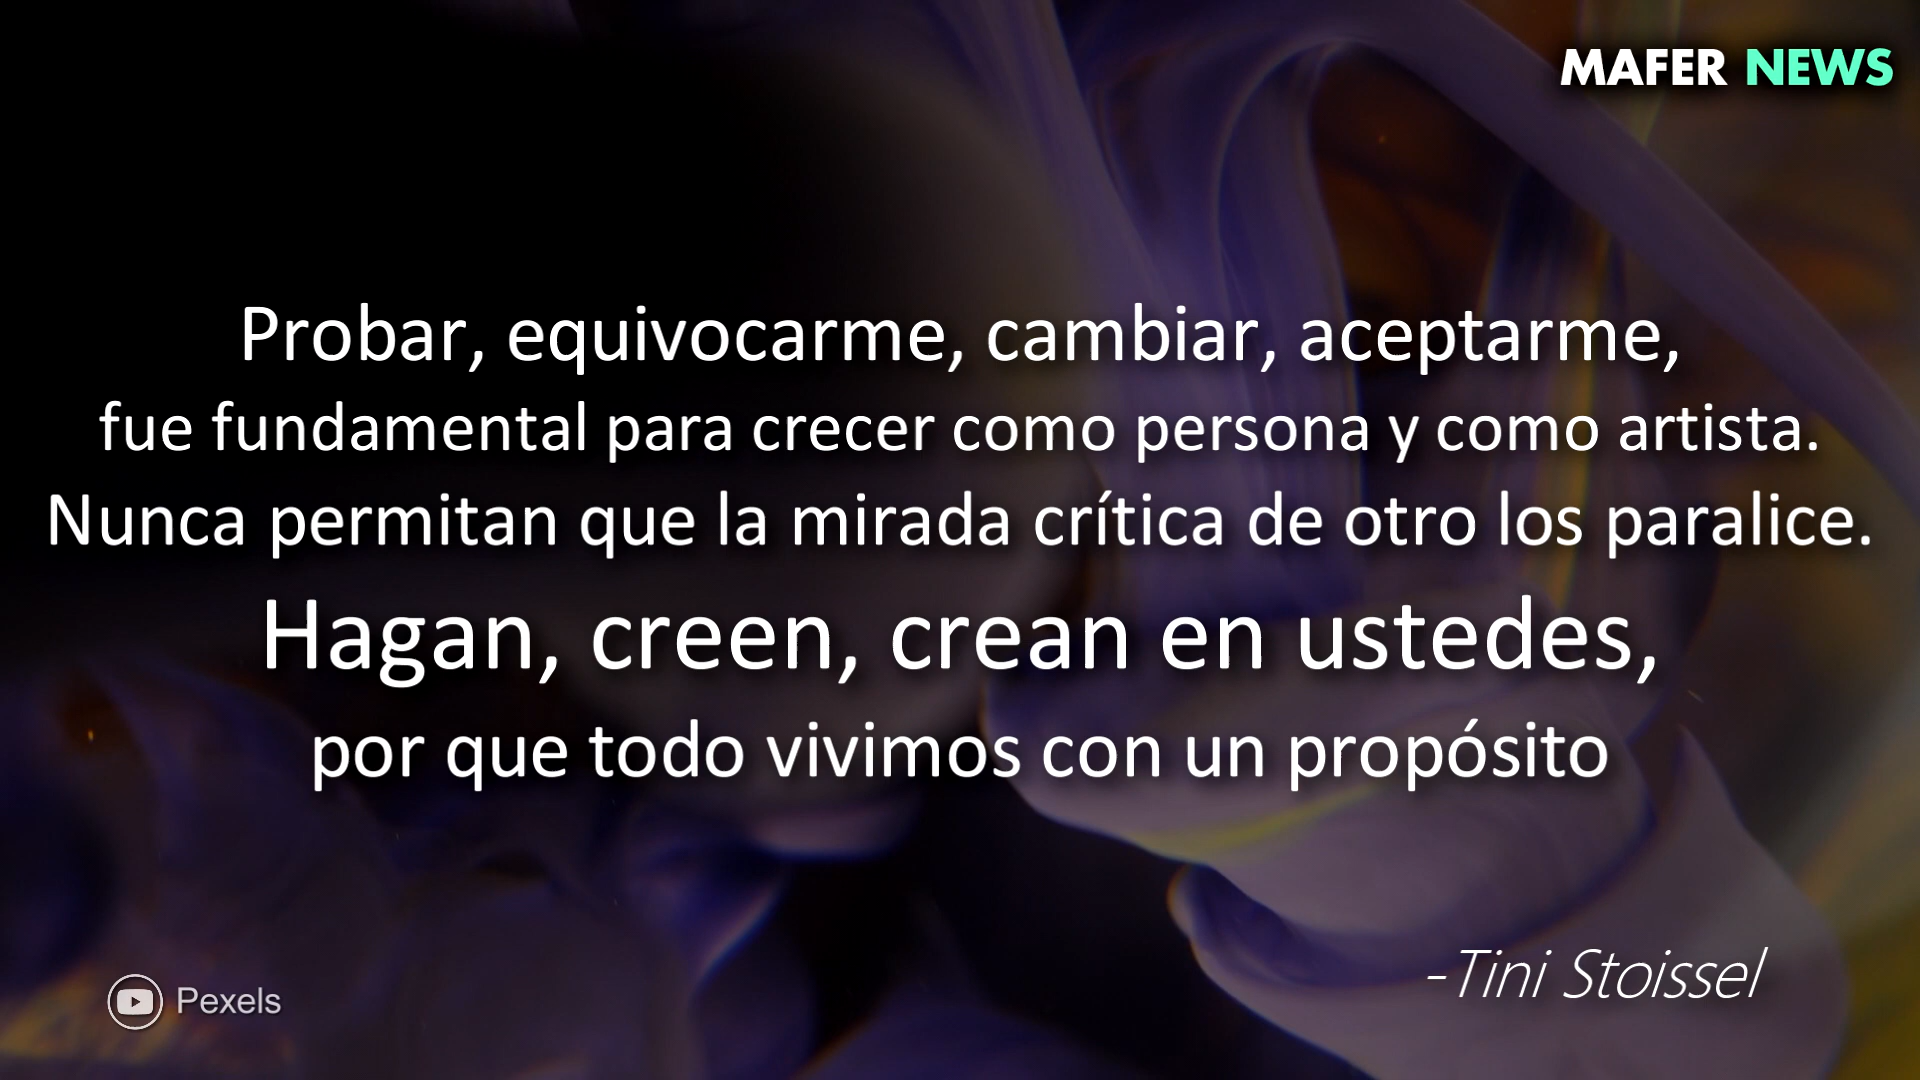 MAFER NEWS
Probar, equivocarme, cambiar, aceptarme,
fue fundamental para crecer como persona y como artista.
Nunca permitan que la mirada crítica de otro los paralice.
Hagan, creen, crean en ustedes,
por que todo vivimos con un propósito
-Tini Stoissel
Pexels